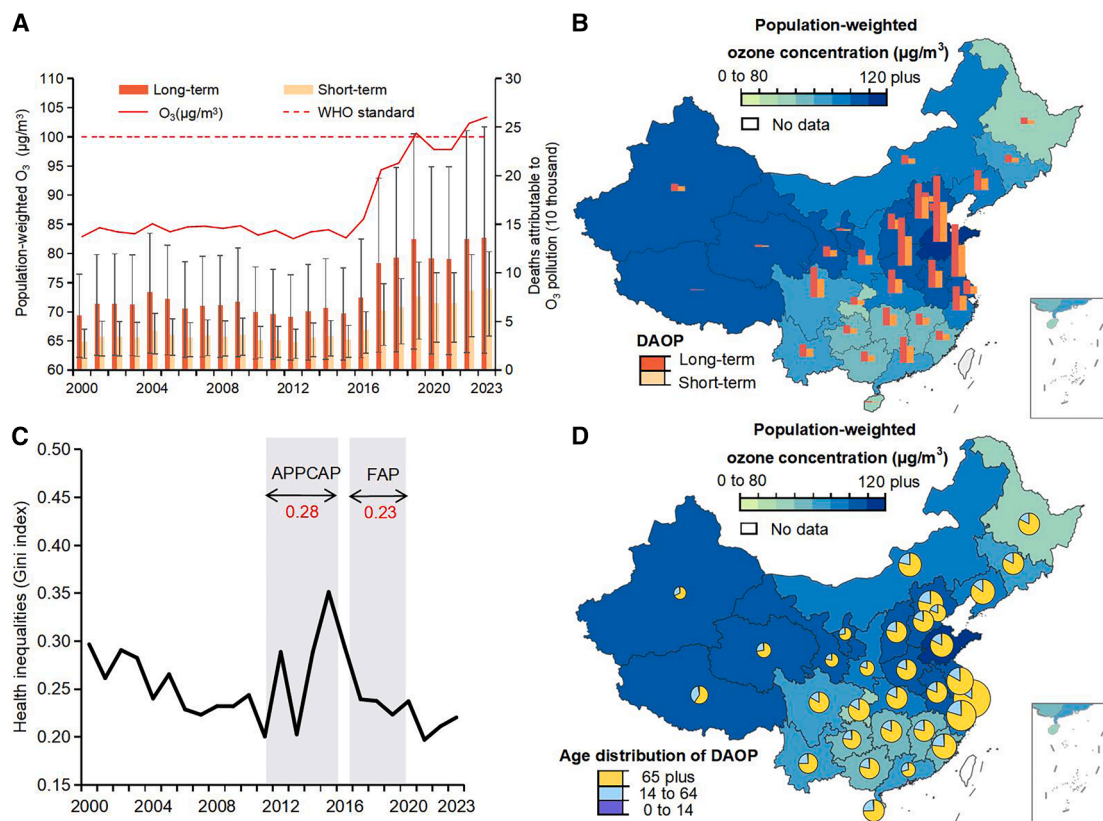 A
Long-term
Short-term
O₃(μg/m³)
WHO standard
Population-weighted O₃ (μg/m³)
110
105
100
95
90
85
80
75
70
65
60
30
25
20
15
10
5
0
Deaths attributable to
O₃ pollution (10 thousand)
2000
2004
2008
2012
2016
2020
2023
B
Population-weighted
ozone concentration (μg/m³)
0 to 80
120 plus
No data
DAOP
Long-term
Short-term
C
Health inequalities (Gini index)
0.50
0.45
0.40
0.35
0.30
0.25
0.20
0.15
APPCAP
FAP
0.28
0.23
2000
2002
2004
2006
2008
2010
2012
2014
2016
2020
2023
D
Population-weighted
ozone concentration (μg/m³)
0 to 80
120 plus
No data
Age distribution of DAOP
65 plus
14 to 64
0 to 14